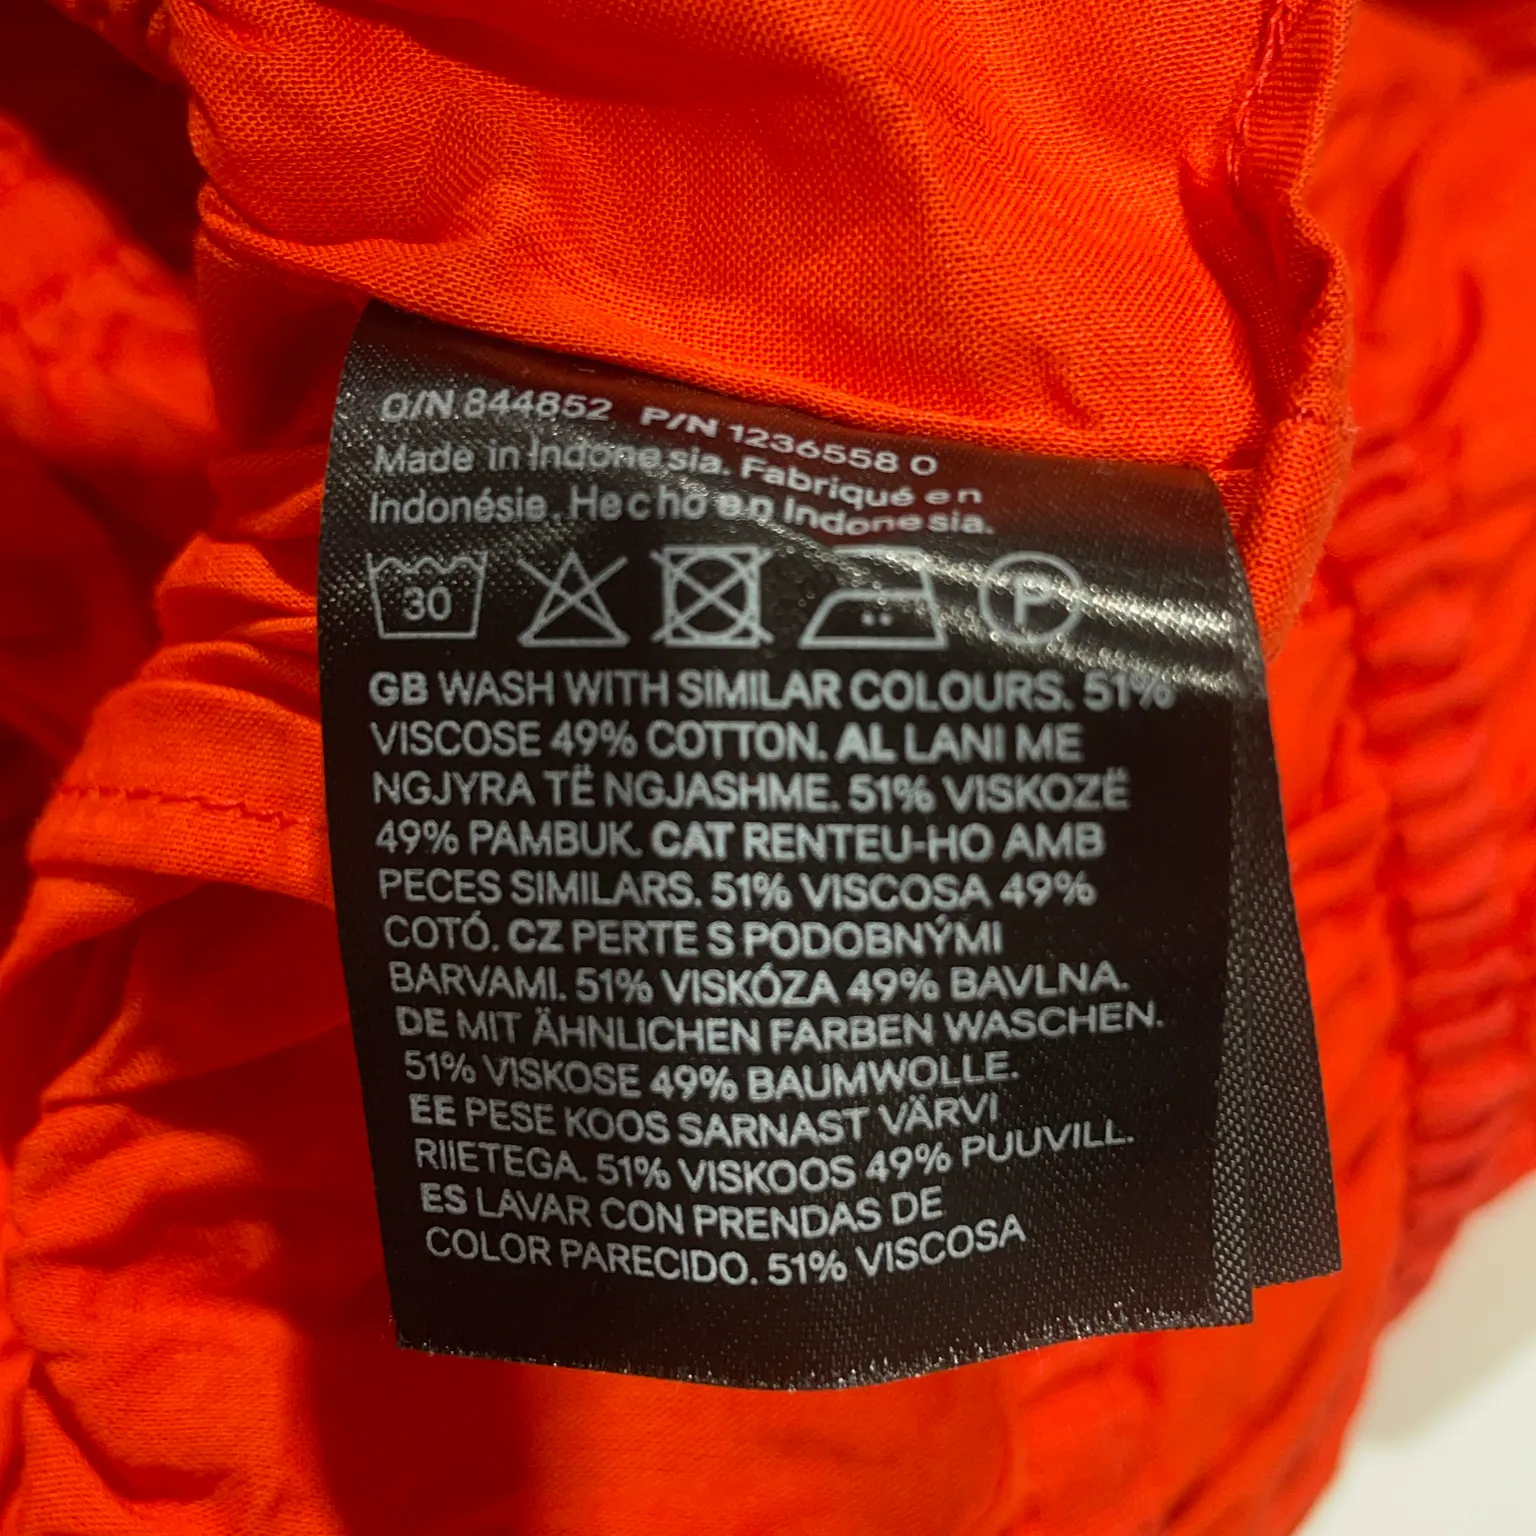 O/N 844852 P/N 1236558 0
Made in Indonesia. Fabriqué en
Indonésie. Hecho en Indonesia.
30 P
GB WASH WITH SIMILAR COLOURS. 51%
VISCOSE 49% COTTON. AL LANI ME
NGJYRA TË NGJASHME. 51% VISKOZË
49% PAMBUK. CAT RENTEU-HO AMB
PECES SIMILARS. 51% VISCOSA 49%
COTÓ. CZ PERTE S PODOBNÝMI
BARVAMI. 51% VISKÓZA 49% BAVLNA.
DE MIT ÄHNLICHEN FARBEN WASCHEN.
51% VISKOSE 49% BAUMWOLLE.
EE PESE KOOS SARNAST VÄRVI
RIIETEGA. 51% VISKOOS 49% PUUVILL.
ES LAVAR CON PRENDAS DE
COLOR PARECIDO. 51% VISCOSA